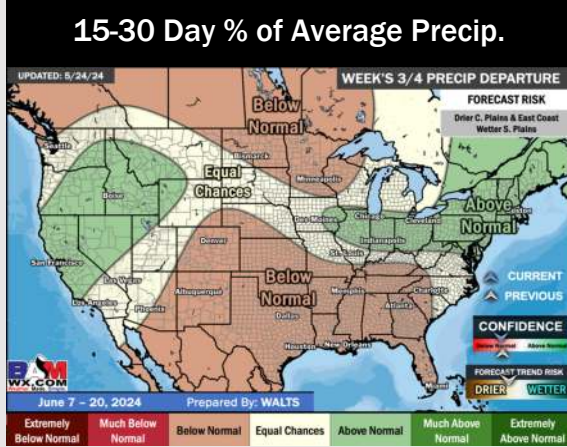 15-30 Day % of Average Precip.
UPDATED: 5/24/24
WEEK'S 3/4 PRECIP DEPARTURE
FORECAST RISK
Drier C. Plains & East Coast
Wetter S. Plains
Below
Normal
Seattle
Bismarck
Equal
Chances
Minneapolis
Boise
Above
Normal
Boston
Des Moines
Chicago
Cleveland
Indianapolis
Denver
St. Louis
San Francisco
Las Vegas
Below
Normal
Los Angeles
Albuquerque
Memphis
Charlotte
Phoenix
Atlanta
Dallas
Houston
New Orleans
Miami
CURRENT
PREVIOUS
CONFIDENCE
Below Normal
Above Normal
FORECAST TREND RISK
DRIER
WETTER
BAM
WX.COM
June 7 – 20, 2024
Prepared By: WALTS
Extremely
Below Normal
Much Below
Normal
Below Normal
Equal Chances
Above Normal
Much Above
Normal
Extremely
Above Normal